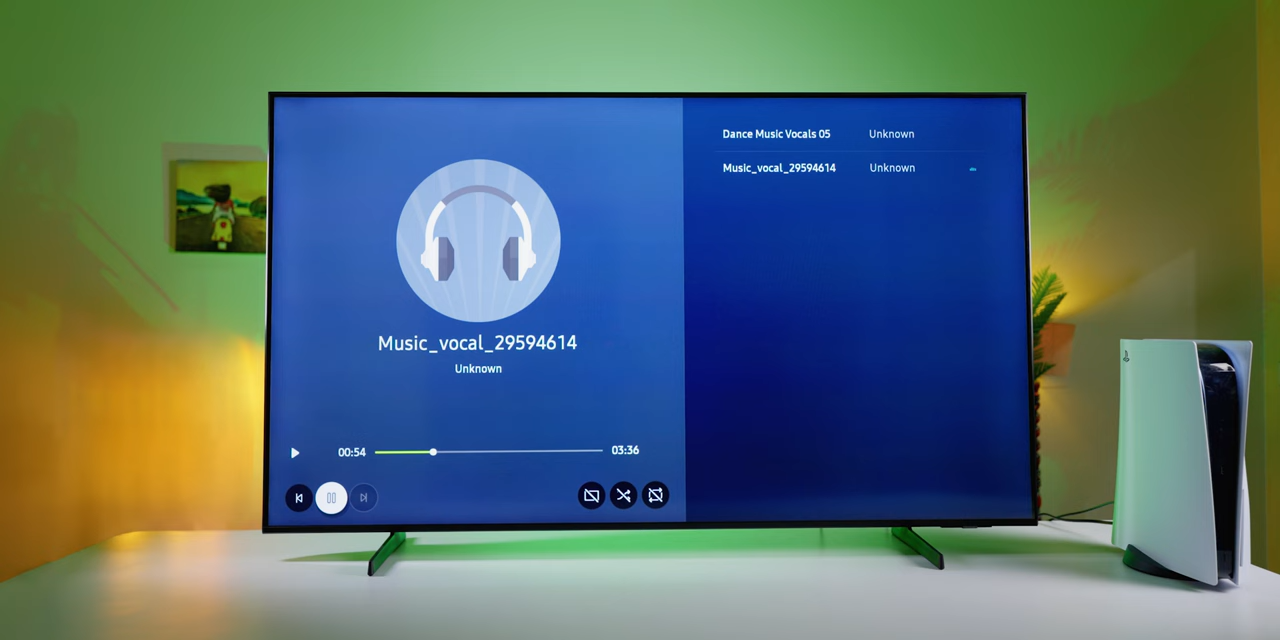 Music_vocal_29594614
Unknown
00:54
03:36
Dance Music Vocals 05 Unknown
Music_vocal_29594614 Unknown